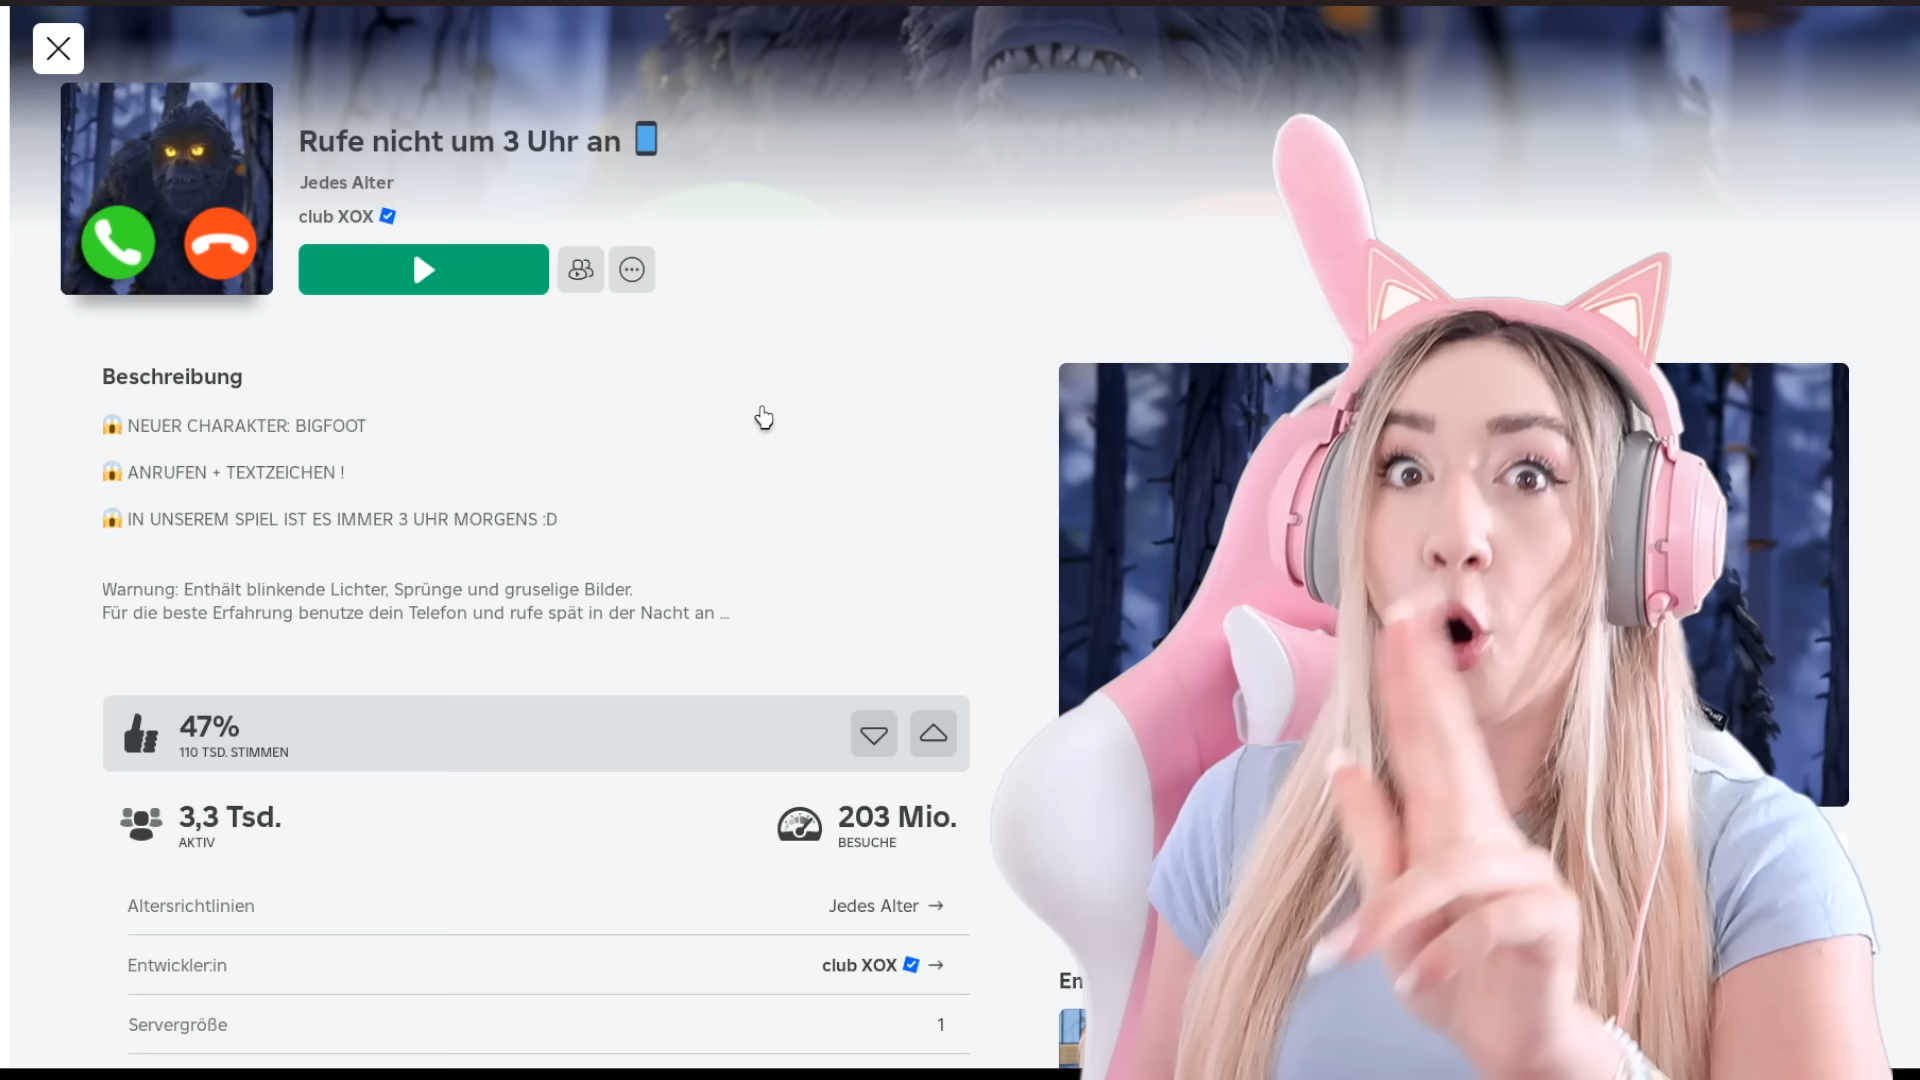 Rufe nicht um 3 Uhr an
Jedes Alter
club XOX
Beschreibung
NEUER CHARAKTER: BIGFOOT
ANRUFEN + TEXTZEICHEN !
IN UNSEREM SPIEL IST ES IMMER 3 UHR MORGENS :D
Warnung: Enthält blinkende Lichter, Sprünge und gruselige Bilder.
Für die beste Erfahrung benutze dein Telefon und rufe spät in der Nacht an ...
47%
110 TSD. STIMMEN
3,3 Tsd.
AKTIV
203 Mio.
BESUCHE
Altersrichtlinien
Jedes Alter →
Entwickler:in
club XOX →
Servergröße
1